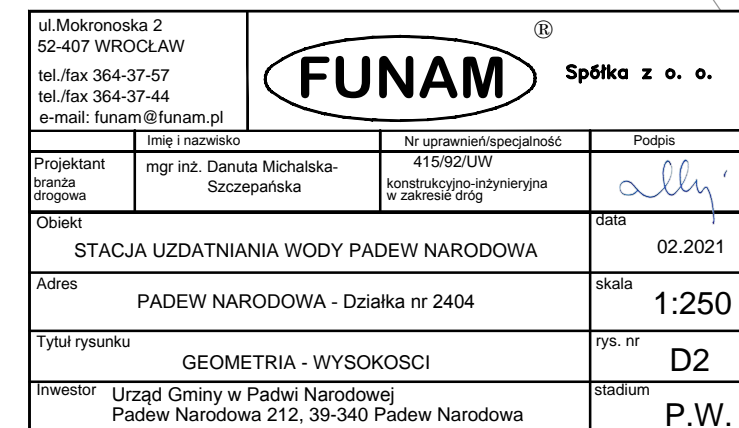 ul.Mokronoska 2
52-407 WROCŁAW
tel./fax 364-37-57
tel./fax 364-37-44
e-mail: funam@funam.pl
FUNAM
®
Spółka z o. o.
Imię i nazwisko
Nr uprawnień/specjalność
Podpis
Projektant
branża
drogowa
mgr inż. Danuta Michalska-
Szczepańska
415/92/UW
konstrukcyjno-inżynieryjna
w zakresie dróg
Obiekt
STACJA UZDATNIANIA WODY PADEW NARODOWA
data
02.2021
Adres
PADEW NARODOWA - Działka nr 2404
skala
1:250
Tytuł rysunku
GEOMETRIA - WYSOKOSCI
rys. nr
D2
Inwestor
Urząd Gminy w Padwi Narodowej
Padew Narodowa 212, 39-340 Padew Narodowa
stadium
P.W.